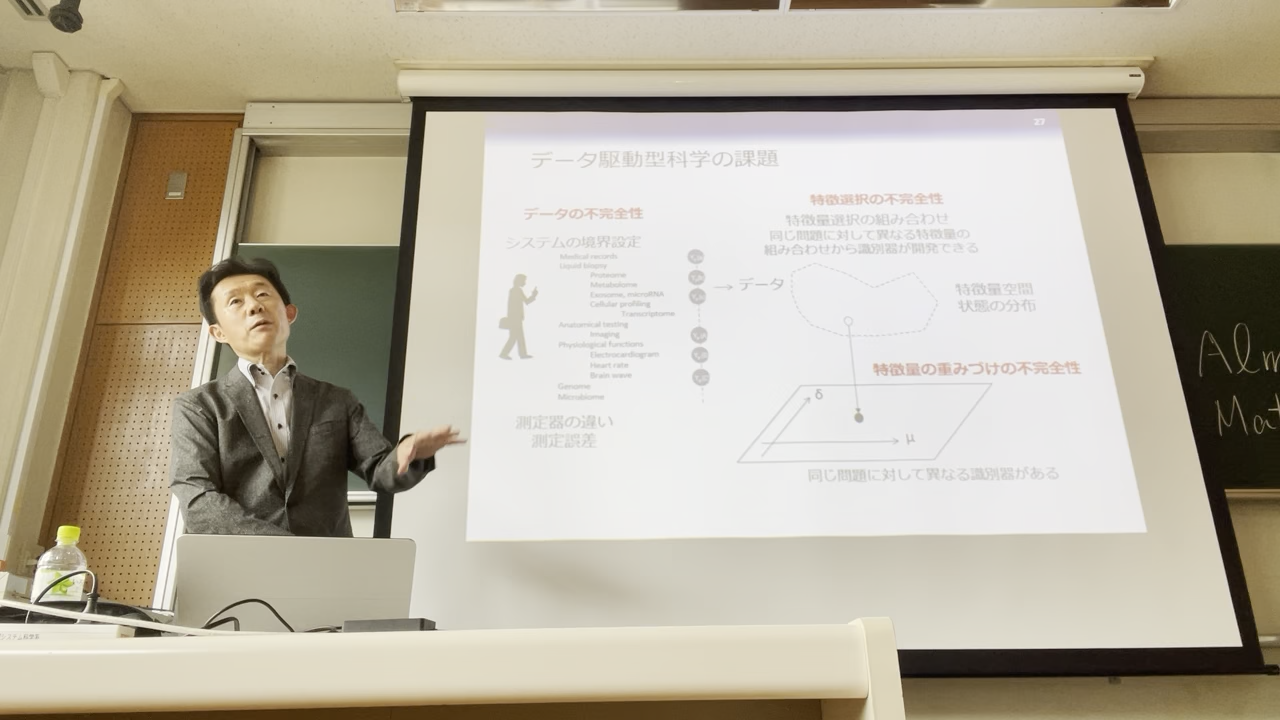 27
データ駆動型科学の課題
データの不完全性
システムの境界設定
Medical records
Liquid biopsy
Proteome
Metabolome
Exosome, microRNA
Cellular profiling
Transcriptome
Anatomical testing
Imaging
Physiological functions
Electrocardiogram
Heart rate
Brain wave
Genome
Microbiome
測定器の違い
測定誤差
→ データ
特徴選択の不完全性
特徴量選択の組み合わせ
同じ問題に対して異なる特徴量の
組み合わせから識別器が開発できる
特徴量空間
状態の分布
特徴量の重みづけの不完全性
δ
μ
同じ問題に対して異なる識別器がある
Alm
Mat